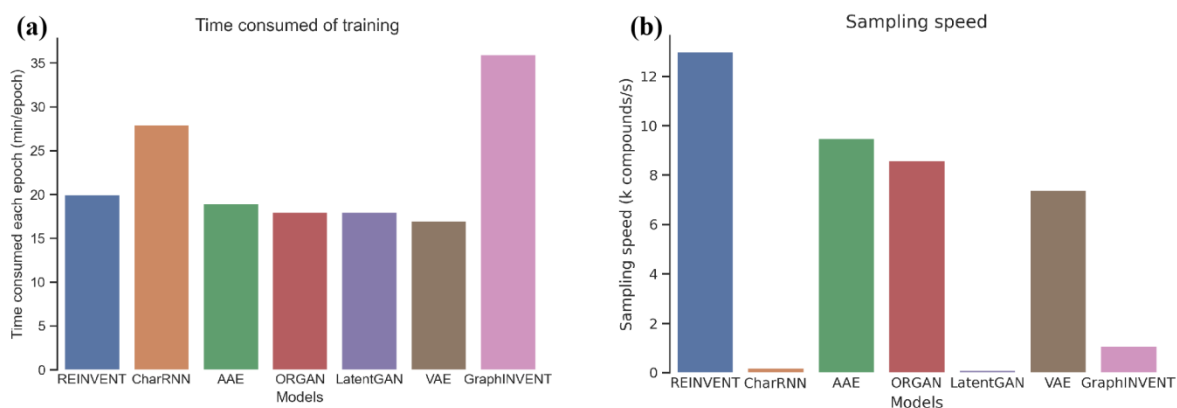 (a)
Time consumed of training
Time consumed each epoch (min/epoch)
35
30
25
20
15
10
5
0
REINVENT CharRNN AAE ORGAN LatentGAN VAE GraphINVENT
Models
(b)
Sampling speed
Sampling speed (k compounds/s)
12
10
8
6
4
2
0
REINVENT CharRNN AAE ORGAN LatentGAN VAE GraphINVENT
Models